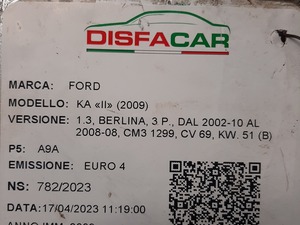 DISFACAR
MARCA: FORD
MODELLO: KA «II» (2009)
VERSIONE: 1.3, BERLINA, 3 P., DAL 2002-10 AL
2008-08, CM3 1299, CV 69, KW. 51 (B)
P5: A9A
EMISSIONE: EURO 4
NS: 782/2023
DATA:17/04/2023 11:19:00
ANNO IMM.